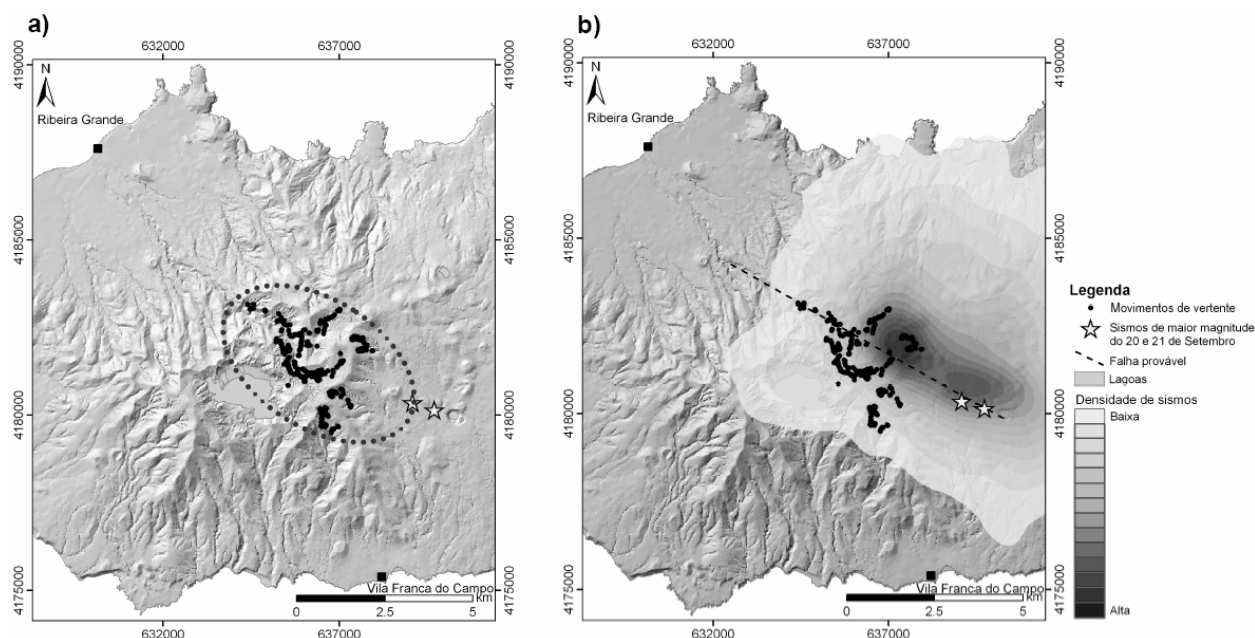 a)
632000
637000
4190000
4190000
N
Ribeira Grande
4185000
4185000
4180000
4180000
4175000
4175000
Vila Franca do Campo
0
2.5
5
km
632000
637000
b)
632000
637000
4190000
4190000
N
Ribeira Grande
4185000
4185000
4180000
4180000
4175000
4175000
Vila Franca do Campo
0
2.5
5
km
632000
637000
Legenda
Movimentos de vertente
Sismos de maior magnitude
do 20 e 21 de Setembro
Falha provável
Lagoas
Densidade de sismos
Baixa
Alta